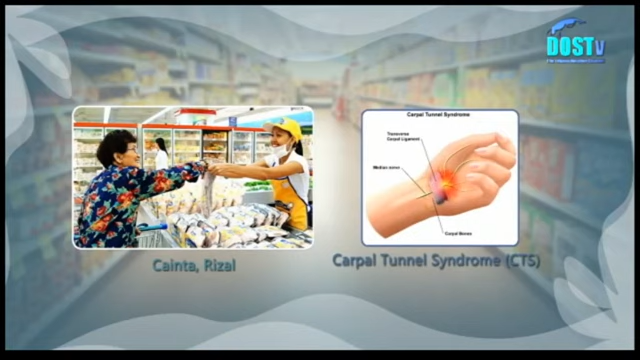 DOSTv
Carpal Tunnel Syndrome
Transverse
Carpal Ligament
Median nerve
Carpal Bones
Cainta, Rizal
Carpal Tunnel Syndrome (CTS)